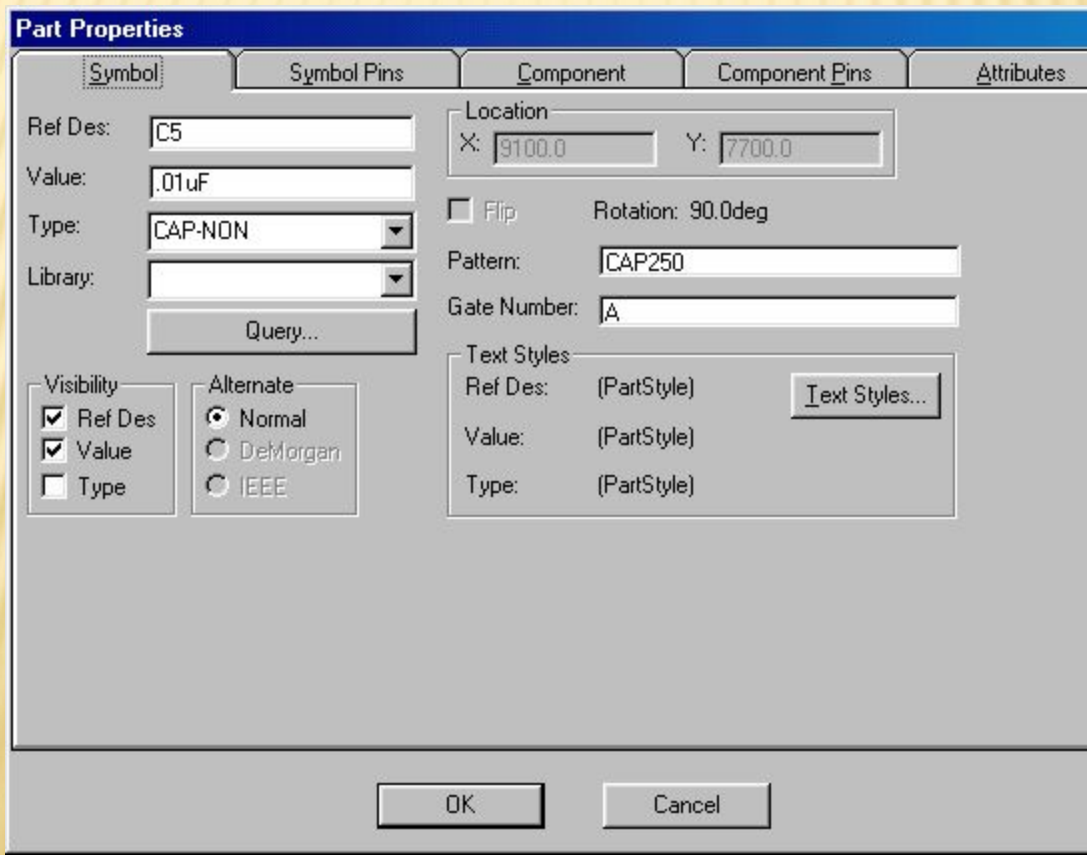 Part Properties
Symbol Symbol Pins Component Component Pins Attributes
Ref Des: C5
Value: .01uF
Type: CAP-NON
Library:
Query...
Visibility
Ref Des
Value
Type
Alternate
Normal
DeMorgan
IEEE
Location
X: 9100.0 Y: 7700.0
Flip Rotation: 90.0deg
Pattern: CAP250
Gate Number: A
Text Styles
Ref Des: (PartStyle) Text Styles...
Value: (PartStyle)
Type: (PartStyle)
OK Cancel